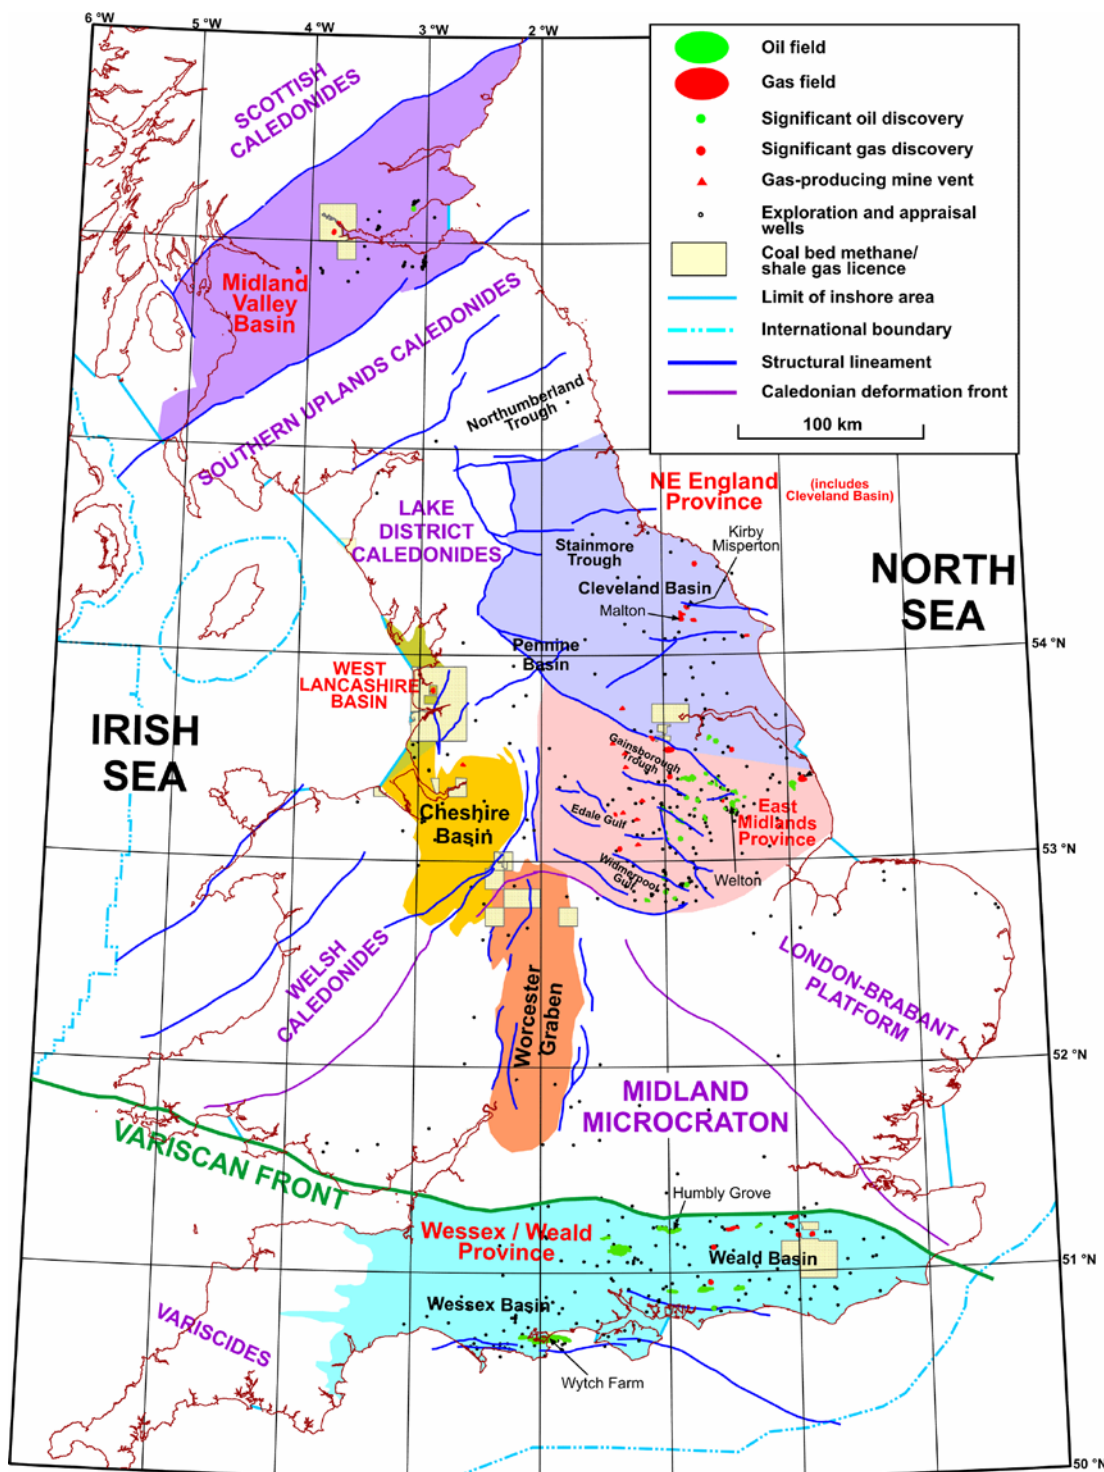 6 °W
5 °W
4 °W
3 °W
2 °W
Oil field
Gas field
Significant oil discovery
Significant gas discovery
Gas-producing mine vent
Exploration and appraisal
wells
Coal bed methane/
shale gas licence
Limit of inshore area
International boundary
Structural lineament
Caledonian deformation front
100 km
SCOTTISH
CALEDONIDES
Midland
Valley
Basin
SOUTHERN UPLANDS CALEDONIDES
Northumberland
Trough
NE England
Province
(includes
Cleveland Basin)
LAKE
DISTRICT
CALEDONIDES
Stainmore
Trough
Kirby
Misperton
Cleveland Basin
Malton
NORTH
SEA
54 °N
Pennine
Basin
WEST
LANCASHIRE
BASIN
IRISH
SEA
Gainsborough
Trough
Cheshire
Basin
Edale Gulf
East
Midlands
Province
53 °N
Widmerpool
Gulf
Welton
WELSH
CALEDONIDES
LONDON-BRABANT
PLATFORM
Worcester
Graben
52 °N
MIDLAND
MICROCRATON
VARISCAN FRONT
Humbly Grove
Wessex / Weald
Province
Weald Basin
51 °N
Wessex Basin
VARISCIDES
Wytch Farm
50 °N